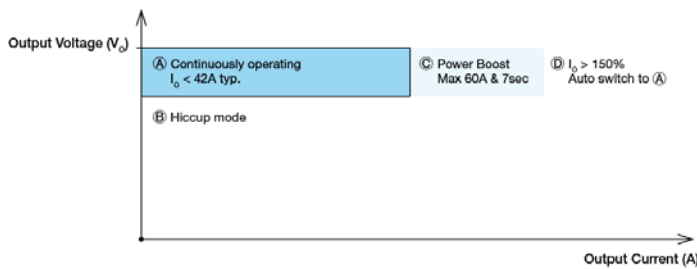 Output Voltage (Vo)
Ⓐ Continuously operating
Io < 42A typ.
Ⓒ Power Boost
Max 60A & 7sec
Ⓓ Io > 150%
Auto switch to Ⓐ
Ⓑ Hiccup mode
Output Current (A)